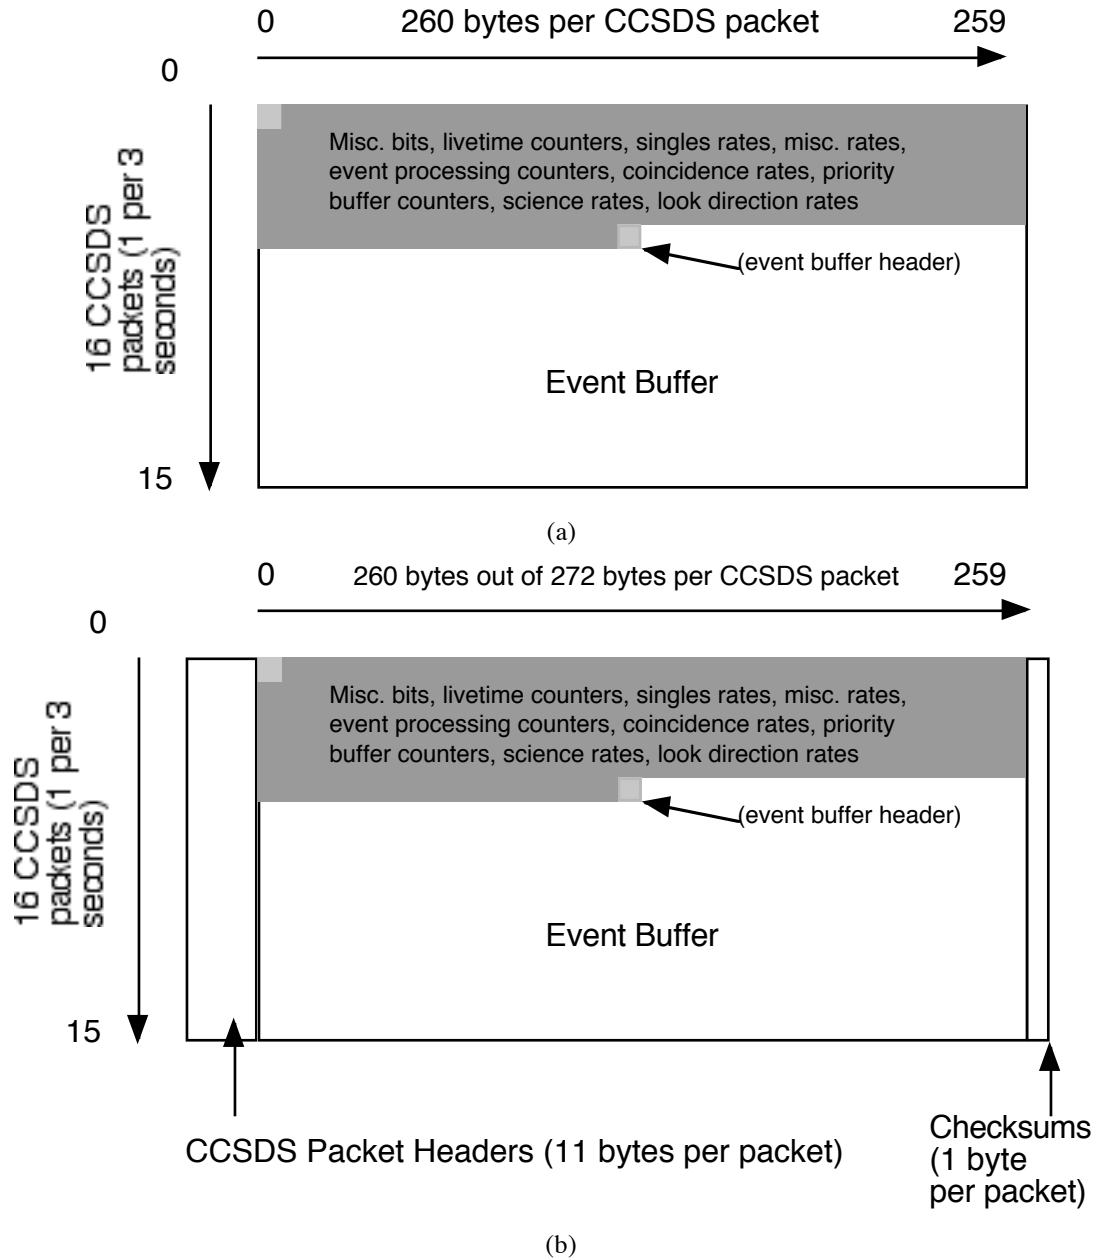 0 260 bytes per CCSDS packet 259
0
16 CCSDS
packets (1 per 3
seconds)
Misc. bits, livetime counters, singles rates, misc. rates,
event processing counters, coincidence rates, priority
buffer counters, science rates, look direction rates
(event buffer header)
Event Buffer
15
(a)
0 260 bytes out of 272 bytes per CCSDS packet 259
0
16 CCSDS
packets (1 per 3
seconds)
Misc. bits, livetime counters, singles rates, misc. rates,
event processing counters, coincidence rates, priority
buffer counters, science rates, look direction rates
(event buffer header)
Event Buffer
15
CCSDS Packet Headers (11 bytes per packet)
Checksums
(1 byte
per packet)
(b)